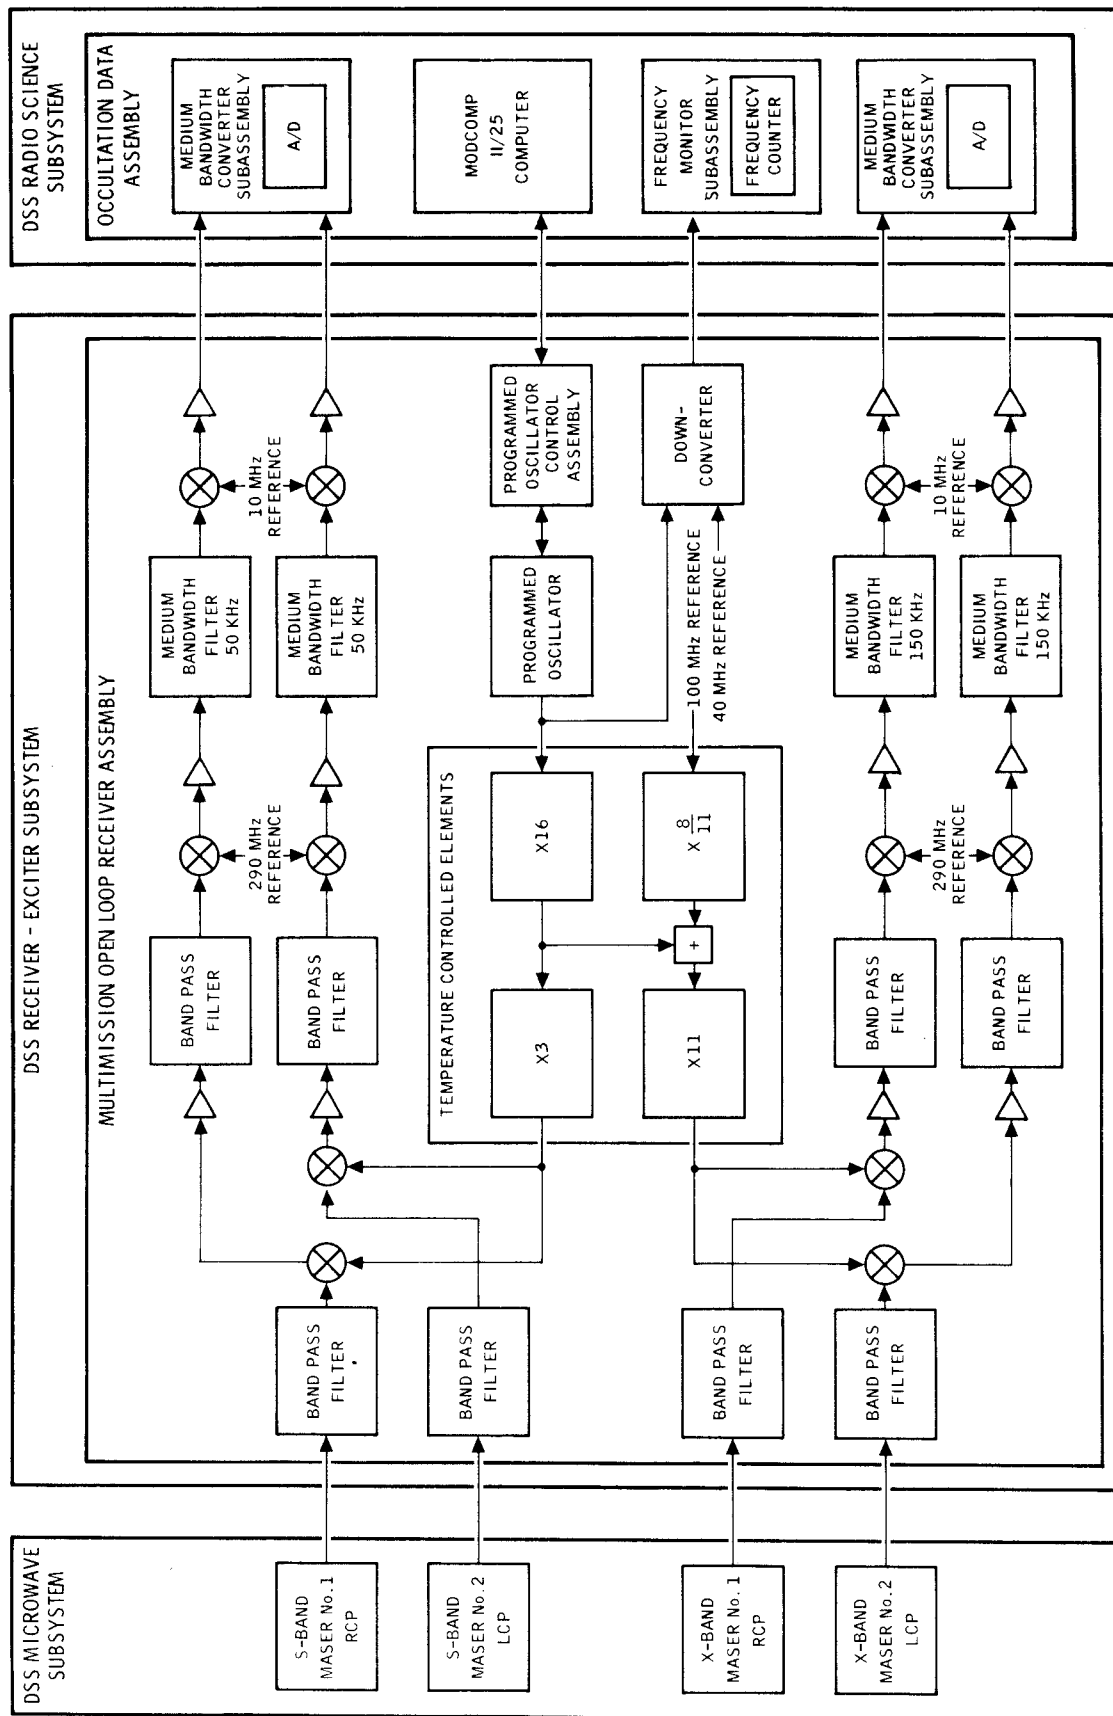 DSS RADIO SCIENCE
SUBSYSTEM
OCCULTATION DATA
ASSEMBLY
MEDIUM
BANDWIDTH
CONVERTER
SUBASSEMBLY
A/D
MODCOMP
II/25
COMPUTER
FREQUENCY
MONITOR
SUBASSEMBLY
FREQUENCY
COUNTER
MEDIUM
BANDWIDTH
CONVERTER
SUBASSEMBLY
A/D
DSS RECEIVER - EXCITER SUBSYSTEM
MULTIMISSION OPEN LOOP RECEIVER ASSEMBLY
10 MHz
REFERENCE
MEDIUM
BANDWIDTH
FILTER
50 KHz
MEDIUM
BANDWIDTH
FILTER
50 KHz
290 MHz
REFERENCE
BAND PASS
FILTER
BAND PASS
FILTER
PROGRAMMED
OSCILLATOR
CONTROL
ASSEMBLY
PROGRAMMED
OSCILLATOR
DOWN-
CONVERTER
100 MHz REFERENCE
40 MHz REFERENCE
TEMPERATURE CONTROLLED ELEMENTS
X16
X 8/11
+
X3
X11
10 MHz
REFERENCE
MEDIUM
BANDWIDTH
FILTER
150 KHz
MEDIUM
BANDWIDTH
FILTER
150 KHz
290 MHz
REFERENCE
BAND PASS
FILTER
BAND PASS
FILTER
BAND PASS
FILTER
BAND PASS
FILTER
BAND PASS
FILTER
BAND PASS
FILTER
DSS MICROWAVE
SUBSYSTEM
S-BAND
MASER No. 1
RCP
S-BAND
MASER No. 2
LCP
X-BAND
MASER No. 1
RCP
X-BAND
MASER No. 2
LCP